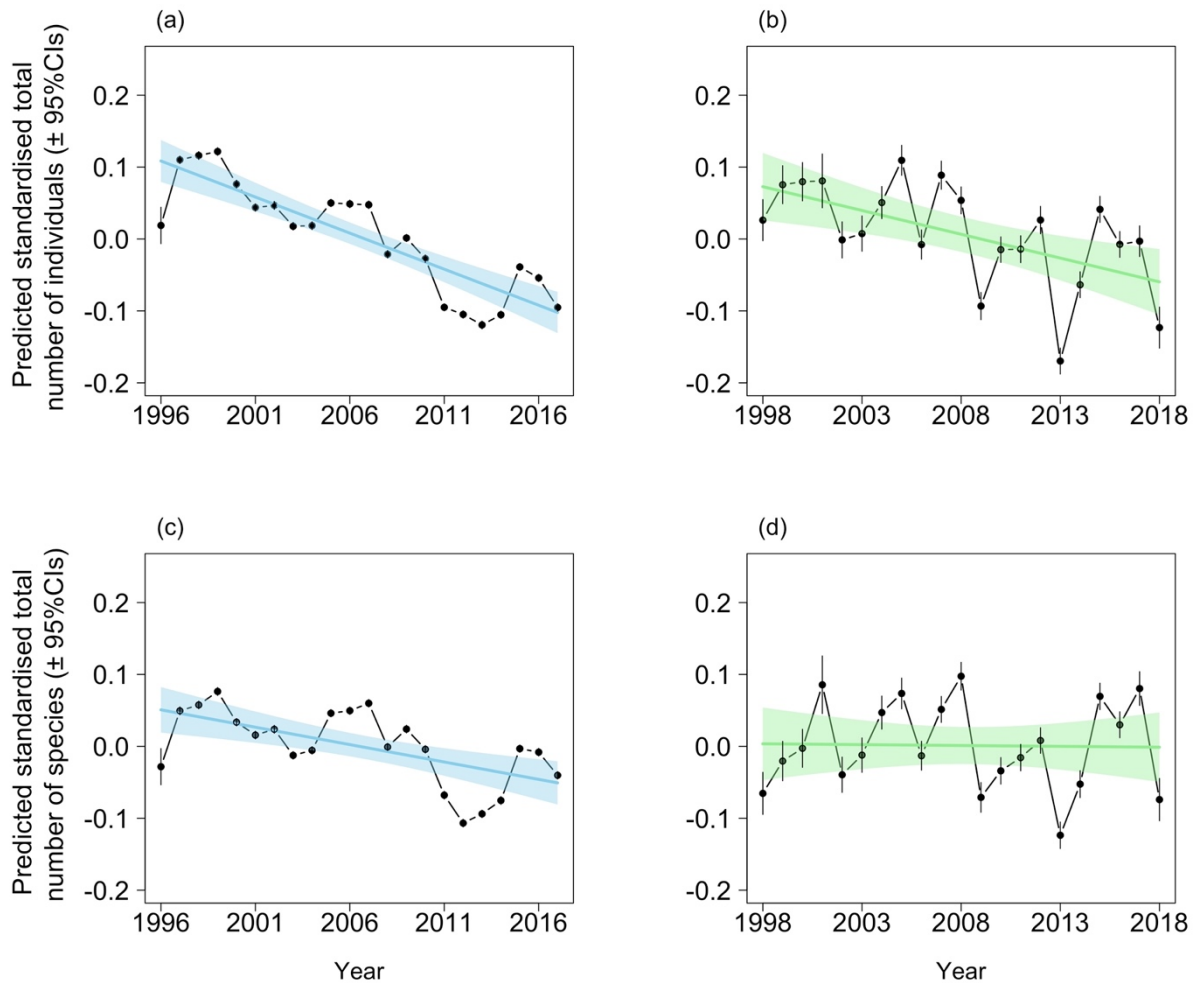 (a)
Predicted standardised total
number of individuals (± 95%CIs)
0.2
0.1
0.0
-0.1
-0.2
1996 2001 2006 2011 2016
(b)
0.2
0.1
0.0
-0.1
-0.2
1998 2003 2008 2013 2018
(c)
Predicted standardised total
number of species (± 95%CIs)
0.2
0.1
0.0
-0.1
-0.2
1996 2001 2006 2011 2016
Year
(d)
0.2
0.1
0.0
-0.1
-0.2
1998 2003 2008 2013 2018
Year